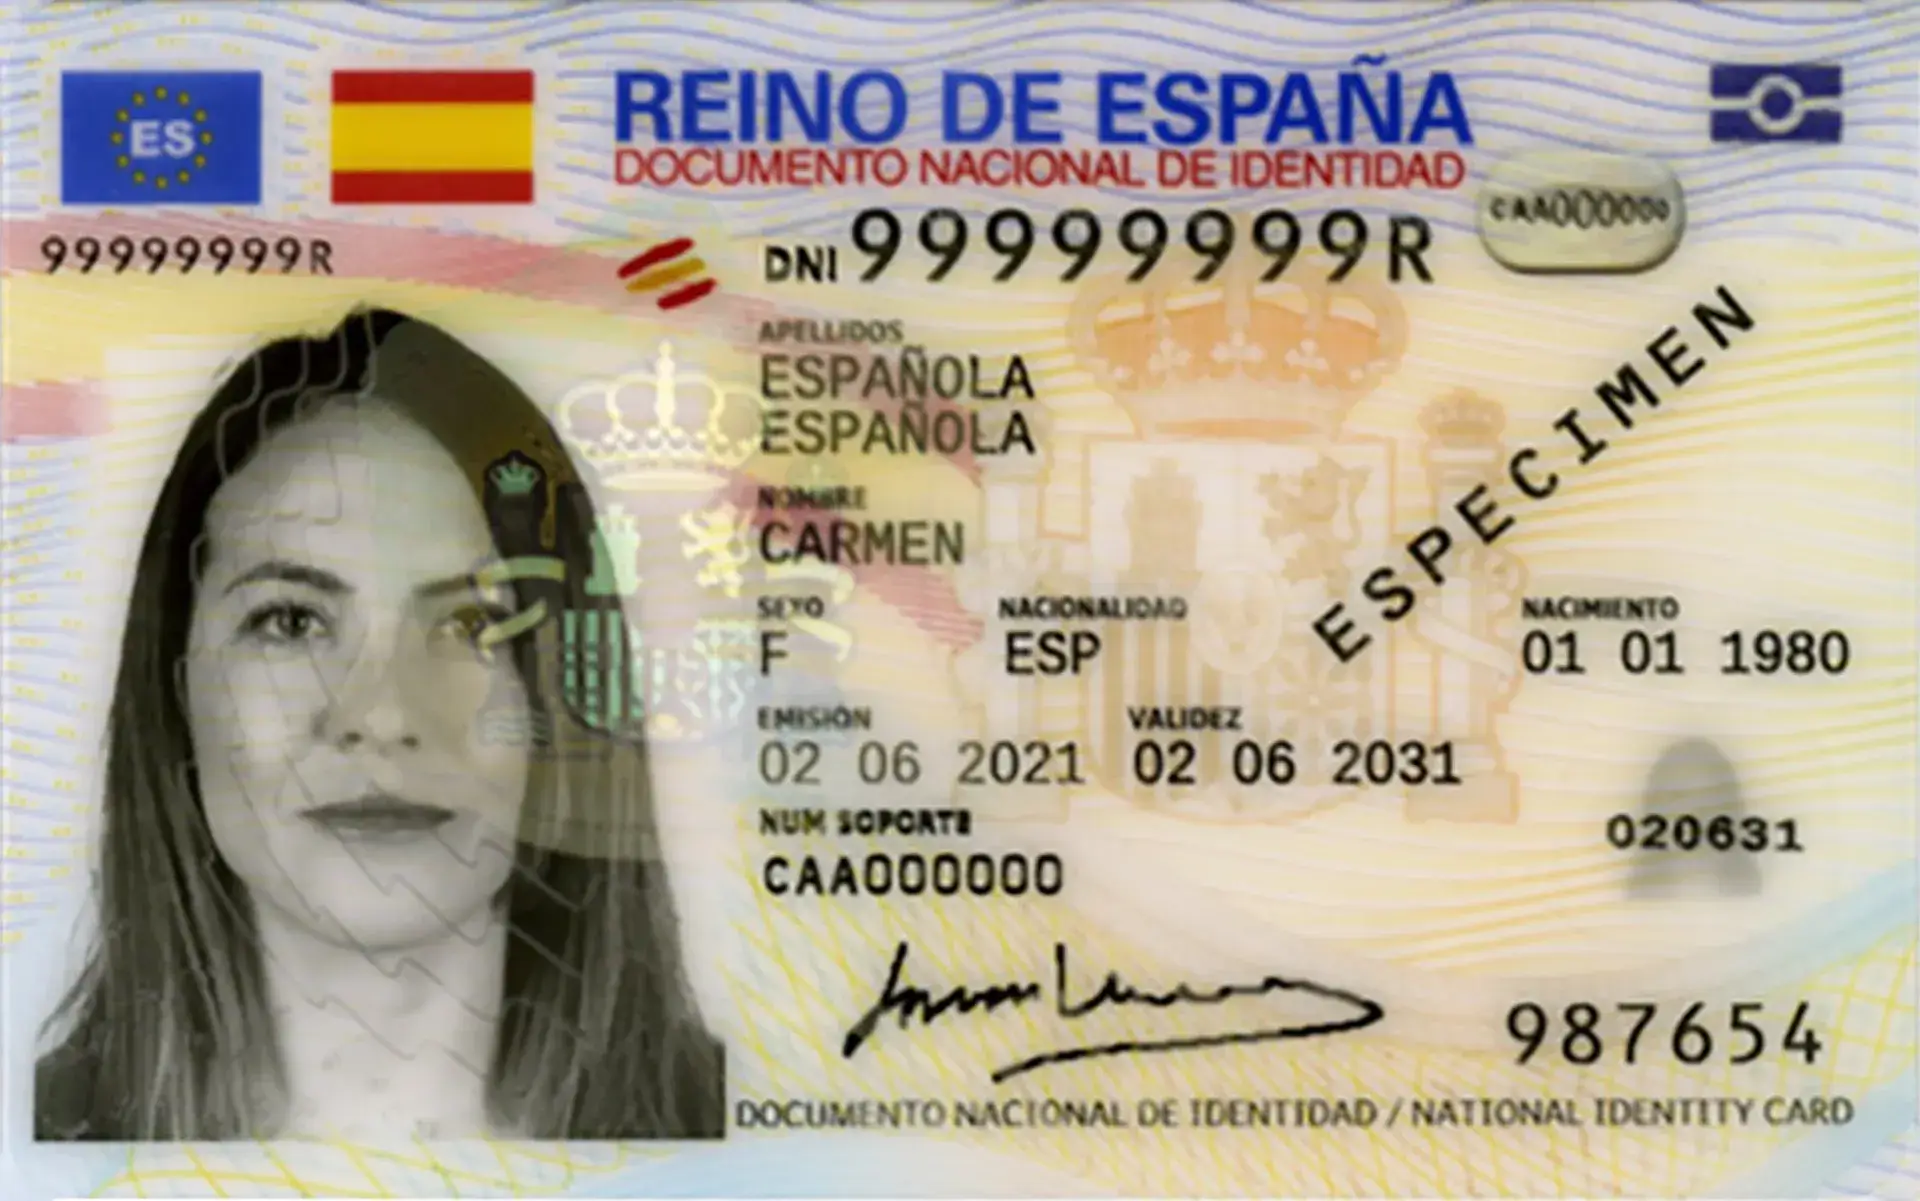 ES
REINO DE ESPAÑA
DOCUMENTO NACIONAL DE IDENTIDAD
CAA000000
99999999R
DNI 99999999R
APELLIDOS
ESPAÑOLA
ESPAÑOLA
NOMBRE
CARMEN
SEXO NACIONALIDAD NACIMIENTO
F ESP 01 01 1980
EMISIÓN VALIDEZ
02 06 2021 02 06 2031
NUM SOPORTE
CAA000000
020631
ESPECIMEN
987654
DOCUMENTO NACIONAL DE IDENTIDAD / NATIONAL IDENTITY CARD